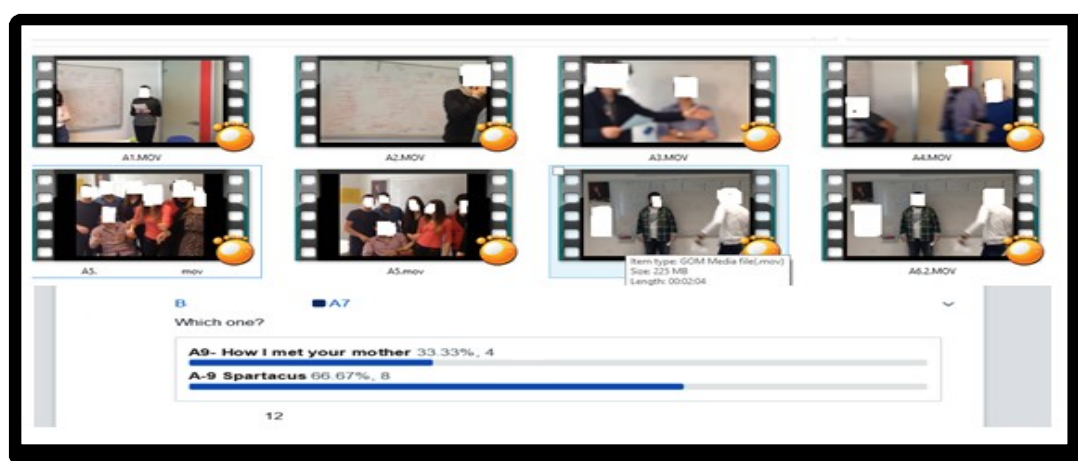 A1.MOV A2.MOV A3.MOV A4.MOV
A5. mov A5.mov A6.2.MOV
Item type: GOM Media file(.mov)
Size: 225 MB
Length: 00:02:04
B A7
Which one?
A9- How I met your mother 33.33%, 4
A-9 Spartacus 66.67%, 8
12